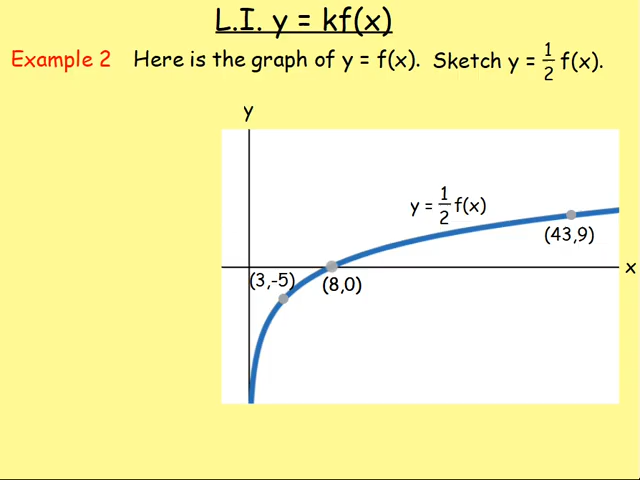 L.I. y = kf(x)
Example 2 Here is the graph of y = f(x). Sketch y = 1/2 f(x).
y
y = 1/2 f(x)
(43,9)
x
(3,-5)
(8,0)